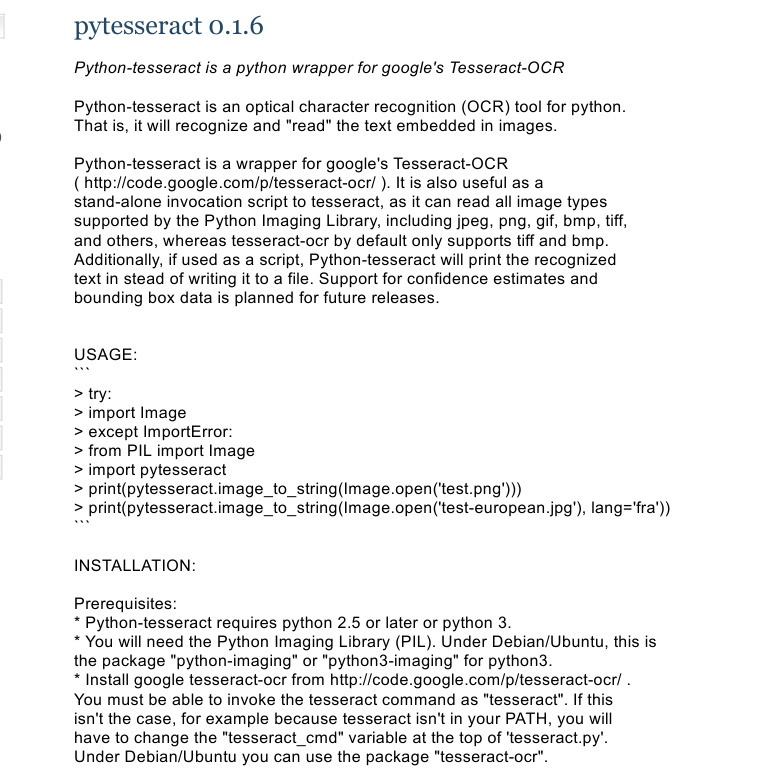 pytesseract 0.1.6
Python-tesseract is a python wrapper for google's Tesseract-OCR
Python-tesseract is an optical character recognition (OCR) tool for python.
That is, it will recognize and "read" the text embedded in images.
Python-tesseract is a wrapper for google's Tesseract-OCR
( http://code.google.com/p/tesseract-ocr/ ). It is also useful as a
stand-alone invocation script to tesseract, as it can read all image types
supported by the Python Imaging Library, including jpeg, png, gif, bmp, tiff,
and others, whereas tesseract-ocr by default only supports tiff and bmp.
Additionally, if used as a script, Python-tesseract will print the recognized
text in stead of writing it to a file. Support for confidence estimates and
bounding box data is planned for future releases.
USAGE:
```
> try:
> import Image
> except ImportError:
> from PIL import Image
> import pytesseract
> print(pytesseract.image_to_string(Image.open('test.png')))
> print(pytesseract.image_to_string(Image.open('test-european.jpg'), lang='fra'))
```
INSTALLATION:
Prerequisites:
* Python-tesseract requires python 2.5 or later or python 3.
* You will need the Python Imaging Library (PIL). Under Debian/Ubuntu, this is
the package "python-imaging" or "python3-imaging" for python3.
* Install google tesseract-ocr from http://code.google.com/p/tesseract-ocr/ .
You must be able to invoke the tesseract command as "tesseract". If this
isn't the case, for example because tesseract isn't in your PATH, you will
have to change the "tesseract_cmd" variable at the top of 'tesseract.py'.
Under Debian/Ubuntu you can use the package "tesseract-ocr".